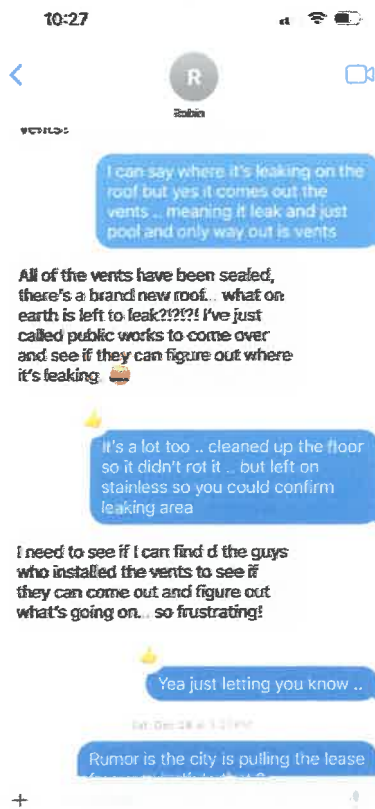 10:27
R
Robin
vents?
I can say where it's leaking on the
roof but yes it comes out the
vents .. meaning it leak and just
pool and only way out is vents
All of the vents have been sealed,
there's a brand new roof... what on
earth is left to leak?!?!?! I've just
called public works to come over
and see if they can figure out where
it's leaking
It's a lot too .. cleaned up the floor
so it didn't rot it .. but left on
stainless so you could confirm
leaking area
I need to see if I can find d the guys
who installed the vents to see if
they can come out and figure out
what's going on... so frustrating!
Yea just letting you know ..
Rumor is the city is pulling the lease